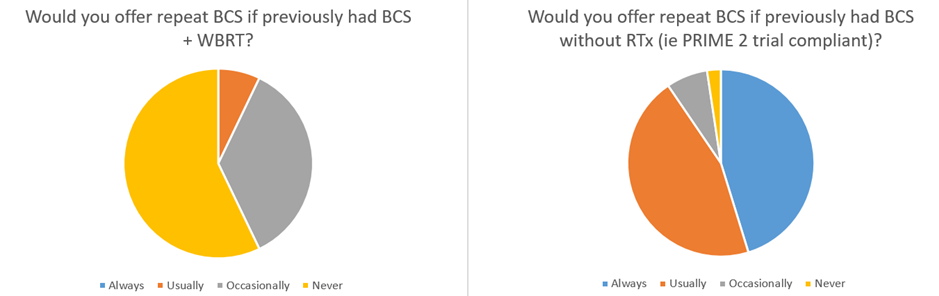 Would you offer repeat BCS if previously had BCS
+ WBRT?
Always Usually Occasionally Never
Would you offer repeat BCS if previously had BCS
without RTx (ie PRIME 2 trial compliant)?
Always Usually Occasionally Never